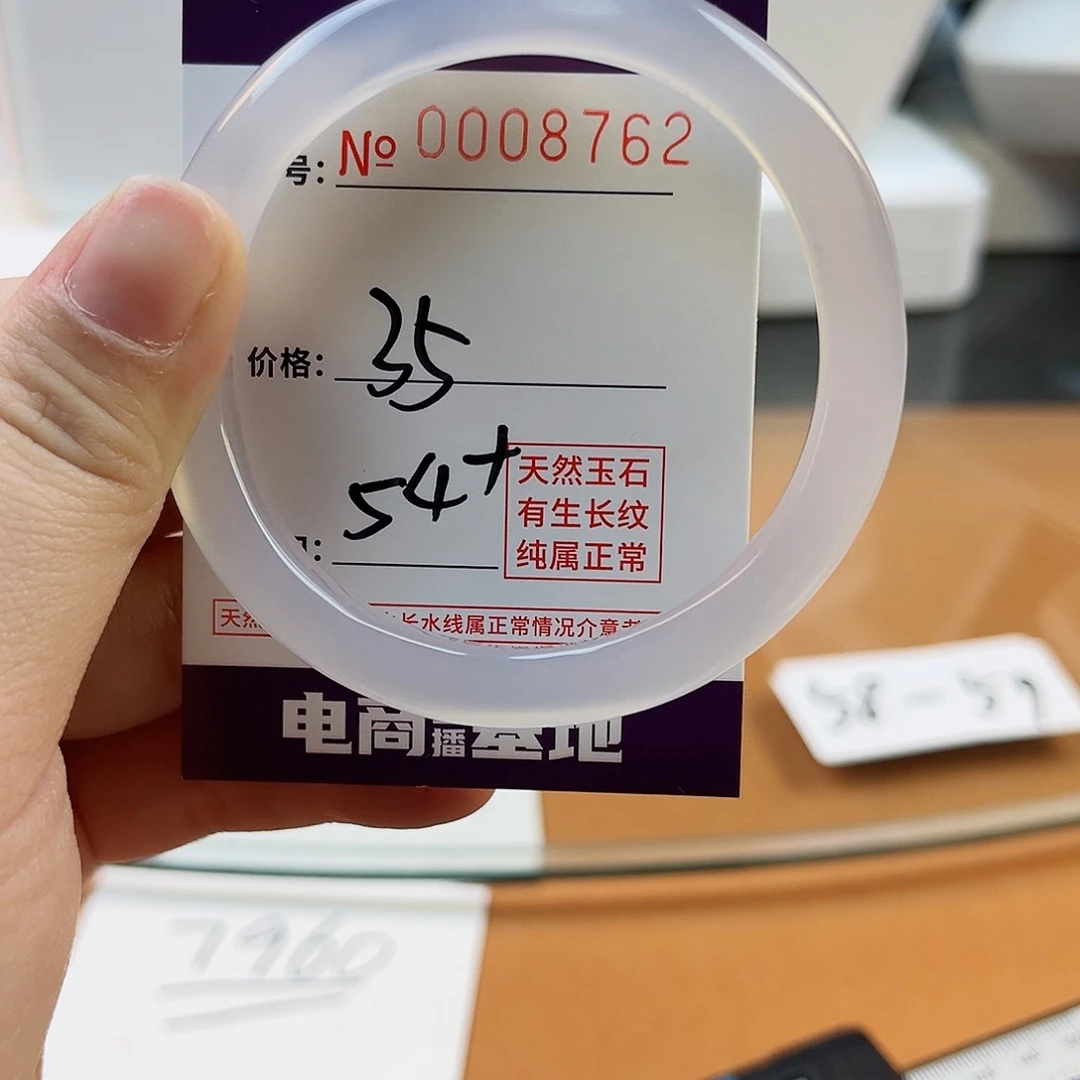 号: № 0008762
价格: 35
54+
天然玉石
有生长纹
纯属正常
天然
长水线属正常情况介意者
电商播基地
58-59
7960